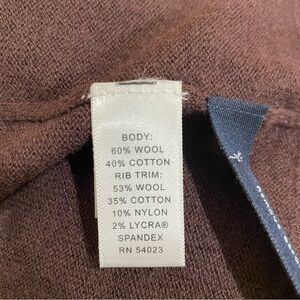 BODY:
60% WOOL
40% COTTON
RIB TRIM:
53% WOOL
35% COTTON
10% NYLON
2% LYCRA®
SPANDEX
RN 54023